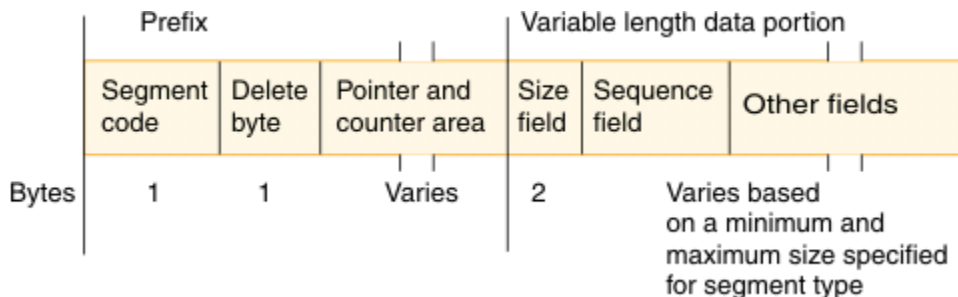 Prefix
Variable length data portion
Segment code
Delete byte
Pointer and counter area
Size field
Sequence field
Other fields
Bytes
1
1
Varies
2
Varies based
on a minimum and
maximum size specified
for segment type